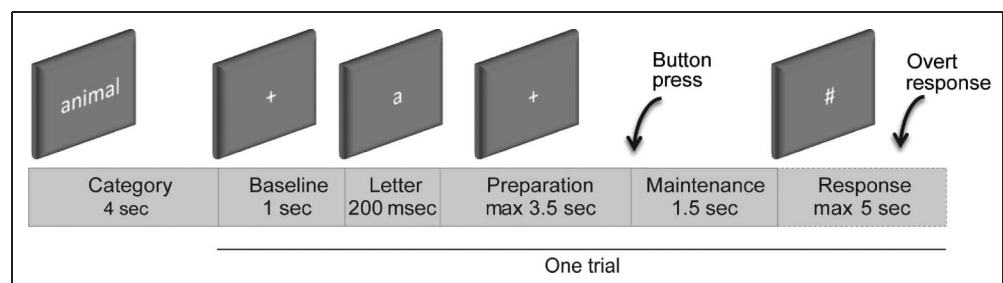 animal
+
a
+
Button
press
#
Overt
response
Category
4 sec
Baseline
1 sec
Letter
200 msec
Preparation
max 3.5 sec
Maintenance
1.5 sec
Response
max 5 sec
One trial